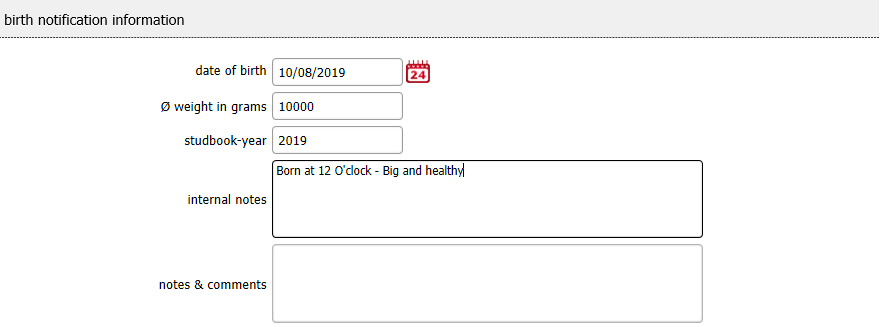 birth notification information
date of birth 10/08/2019 24
Ø weight in grams 10000
studbook-year 2019
internal notes Born at 12 O'clock - Big and healthy
notes & comments